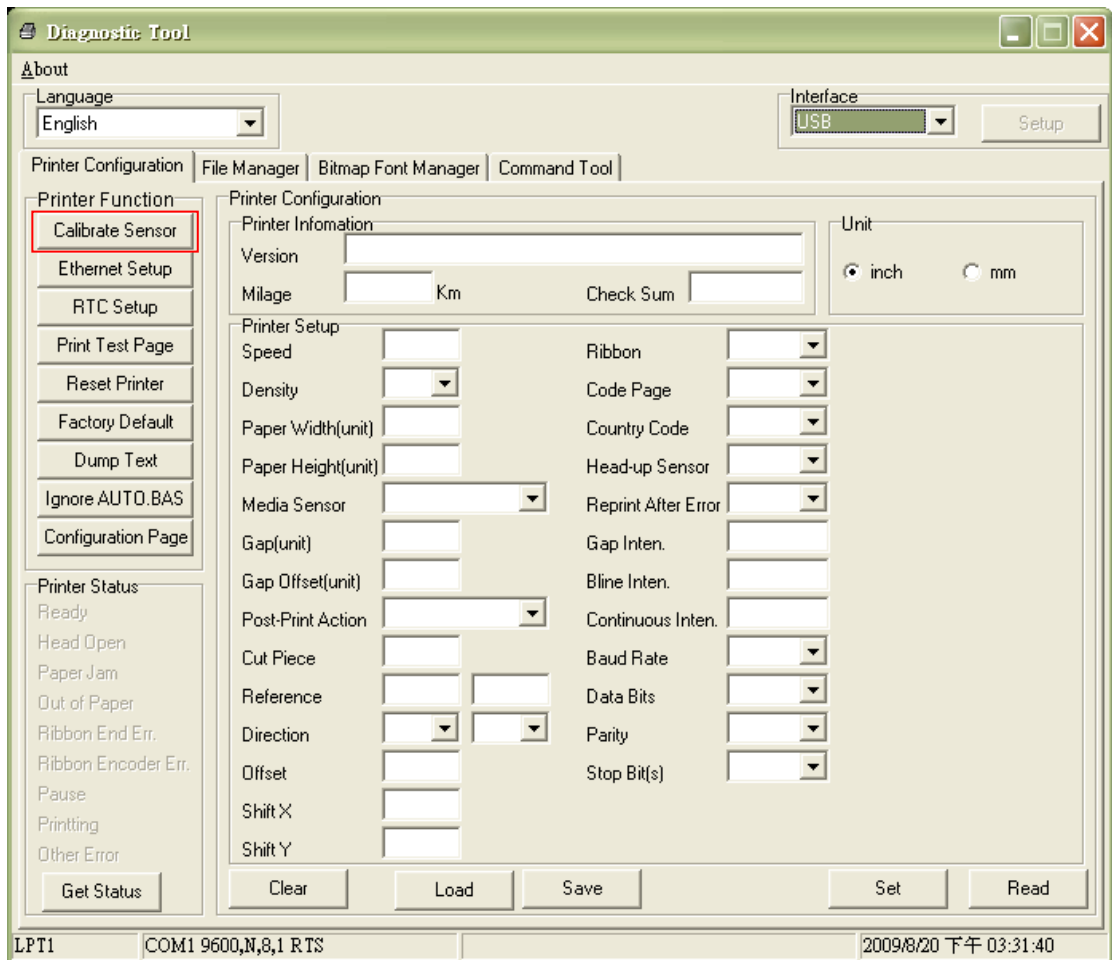 Diagnostic Tool
About
Language
English
Interface
USB
Setup
Printer Configuration File Manager Bitmap Font Manager Command Tool
Printer Function
Calibrate Sensor
Ethernet Setup
RTC Setup
Print Test Page
Reset Printer
Factory Default
Dump Text
Ignore AUTO.BAS
Configuration Page
Printer Status
Ready
Head Open
Paper Jam
Out of Paper
Ribbon End Err.
Ribbon Encoder Err.
Pause
Printting
Other Error
Get Status
Printer Configuration
Printer Infomation
Version
Milage Km Check Sum
Unit
inch mm
Printer Setup
Speed
Density
Paper Width(unit)
Paper Height(unit)
Media Sensor
Gap(unit)
Gap Offset(unit)
Post-Print Action
Cut Piece
Reference
Direction
Offset
Shift X
Shift Y
Ribbon
Code Page
Country Code
Head-up Sensor
Reprint After Error
Gap Inten.
Bline Inten.
Continuous Inten.
Baud Rate
Data Bits
Parity
Stop Bit(s)
Clear Load Save Set Read
LPT1 COM1 9600,N,8,1 RTS 2009/8/20 下午 03:31:40